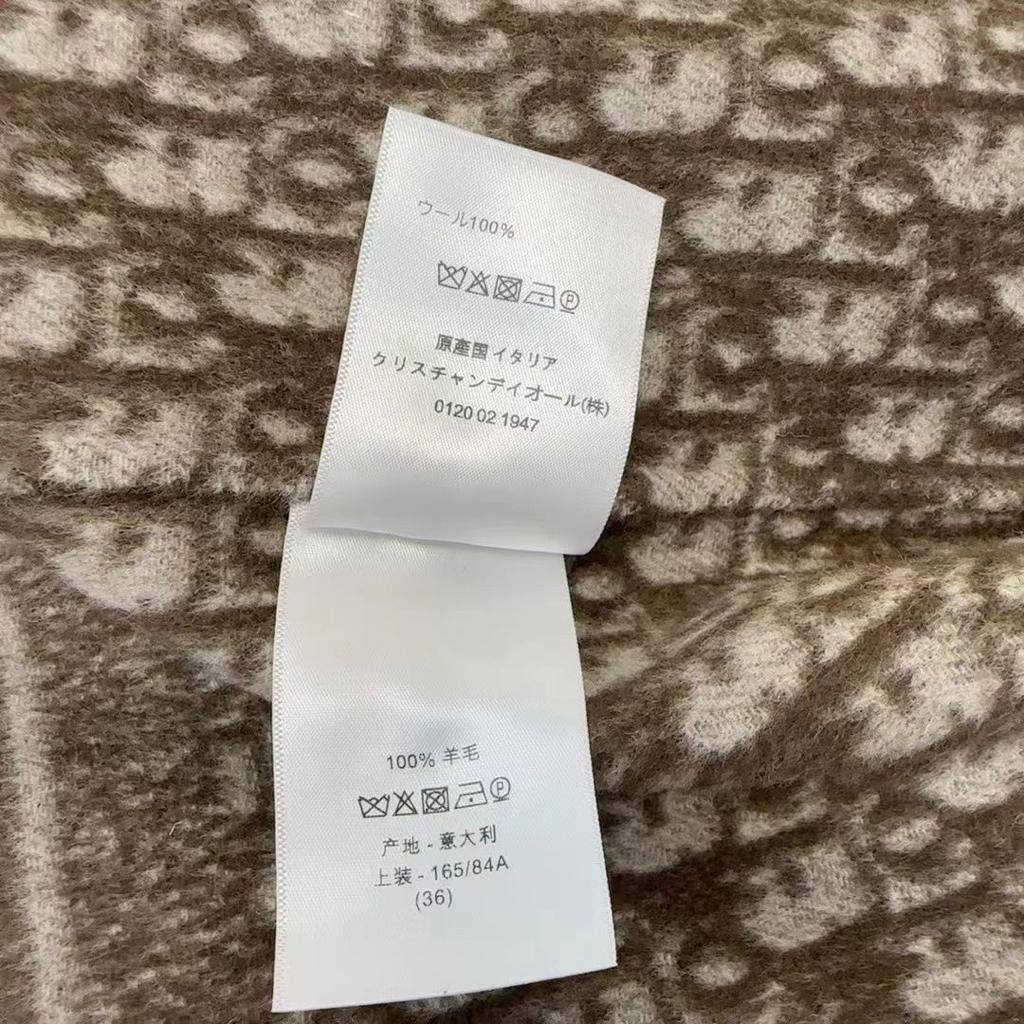 ウール100%
P
原產国イタリア
クリスチャンデイオール(株)
0120 02 1947
100% 羊毛
P
产地 - 意大利
上装 - 165/84A
(36)